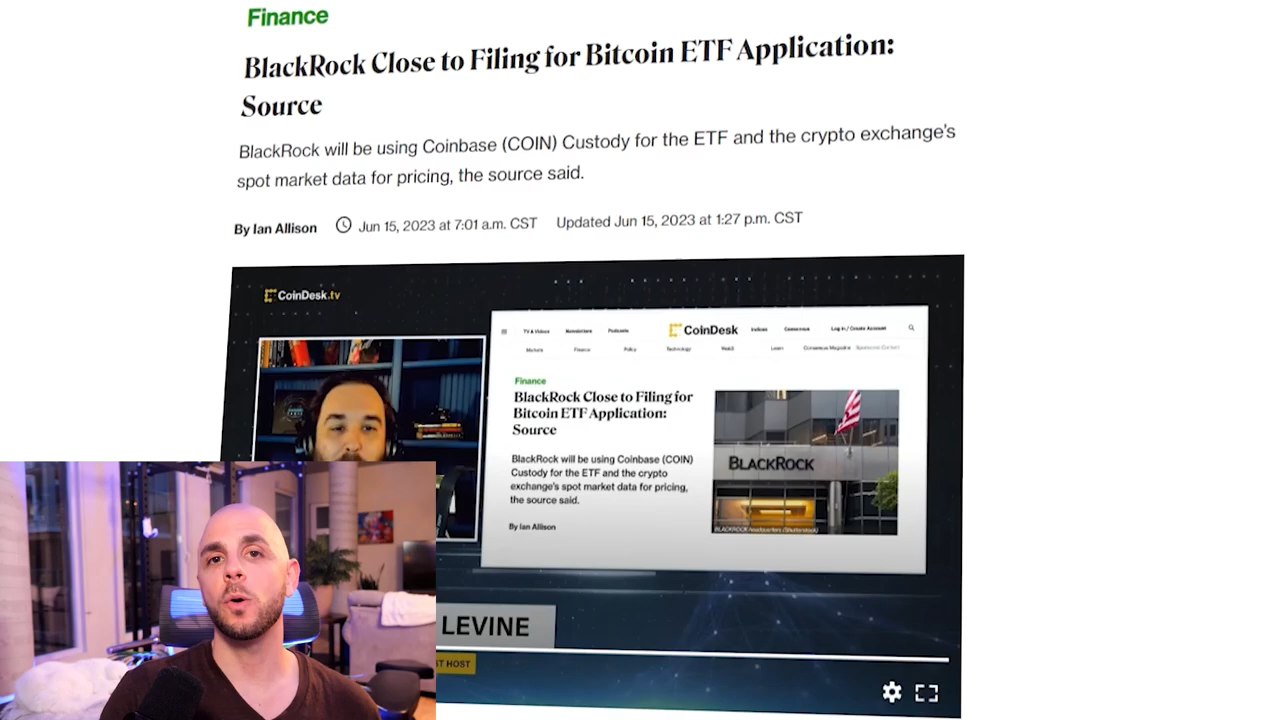 Finance
BlackRock Close to Filing for Bitcoin ETF Application:
Source
BlackRock will be using Coinbase (COIN) Custody for the ETF and the crypto exchange's
spot market data for pricing, the source said.
By Ian Allison Jun 15, 2023 at 7:01 a.m. CST Updated Jun 15, 2023 at 1:27 p.m. CST
CoinDesk.tv
TV & Videos Newsletters Podcasts CoinDesk Indices Consensus Log In / Create Account
Markets Finance Policy Technology Web3 Learn Consensus Magazine Sponsored Content
Finance
BlackRock Close to Filing for
Bitcoin ETF Application:
Source
BlackRock will be using Coinbase (COIN)
Custody for the ETF and the crypto
exchange's spot market data for pricing,
the source said.
By Ian Allison
BLACKROCK
BLACKROCK headquarters (Shutterstock)
LEVINE
ST HOST